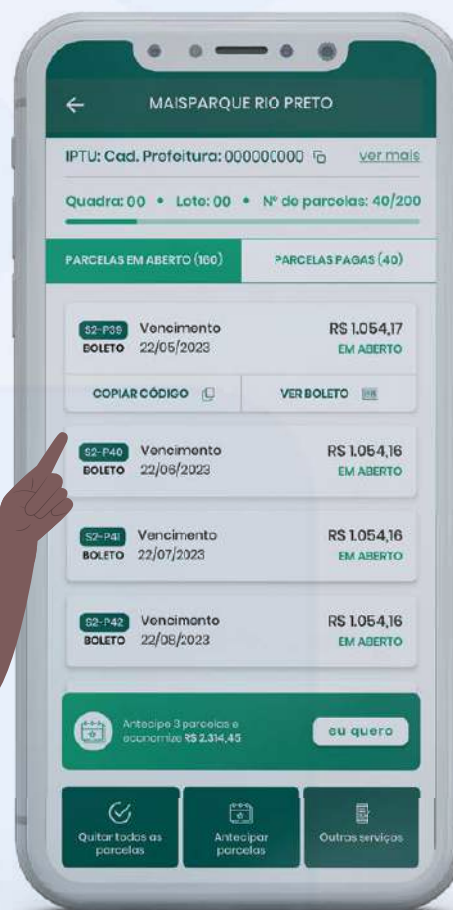 MAISPARQUE RIO PRETO
IPTU: Cad. Prefeitura: 000000000 ver mais
Quadra: 00 • Lote: 00 • Nº de parcelas: 40/200
PARCELAS EM ABERTO (160) PARCELAS PAGAS (40)
S2-P39 Vencimento R$ 1.054,17
BOLETO 22/05/2023 EM ABERTO
COPIAR CÓDIGO VER BOLETO
S2-P40 Vencimento R$ 1.054,16
BOLETO 22/06/2023 EM ABERTO
S2-P41 Vencimento R$ 1.054,16
BOLETO 22/07/2023 EM ABERTO
S2-P42 Vencimento R$ 1.054,16
BOLETO 22/08/2023 EM ABERTO
Antecipe 3 parcelas e
economize R$ 2.314,45 eu quero
Quitar todas as Antecipar Outros serviços
parcelas parcelas